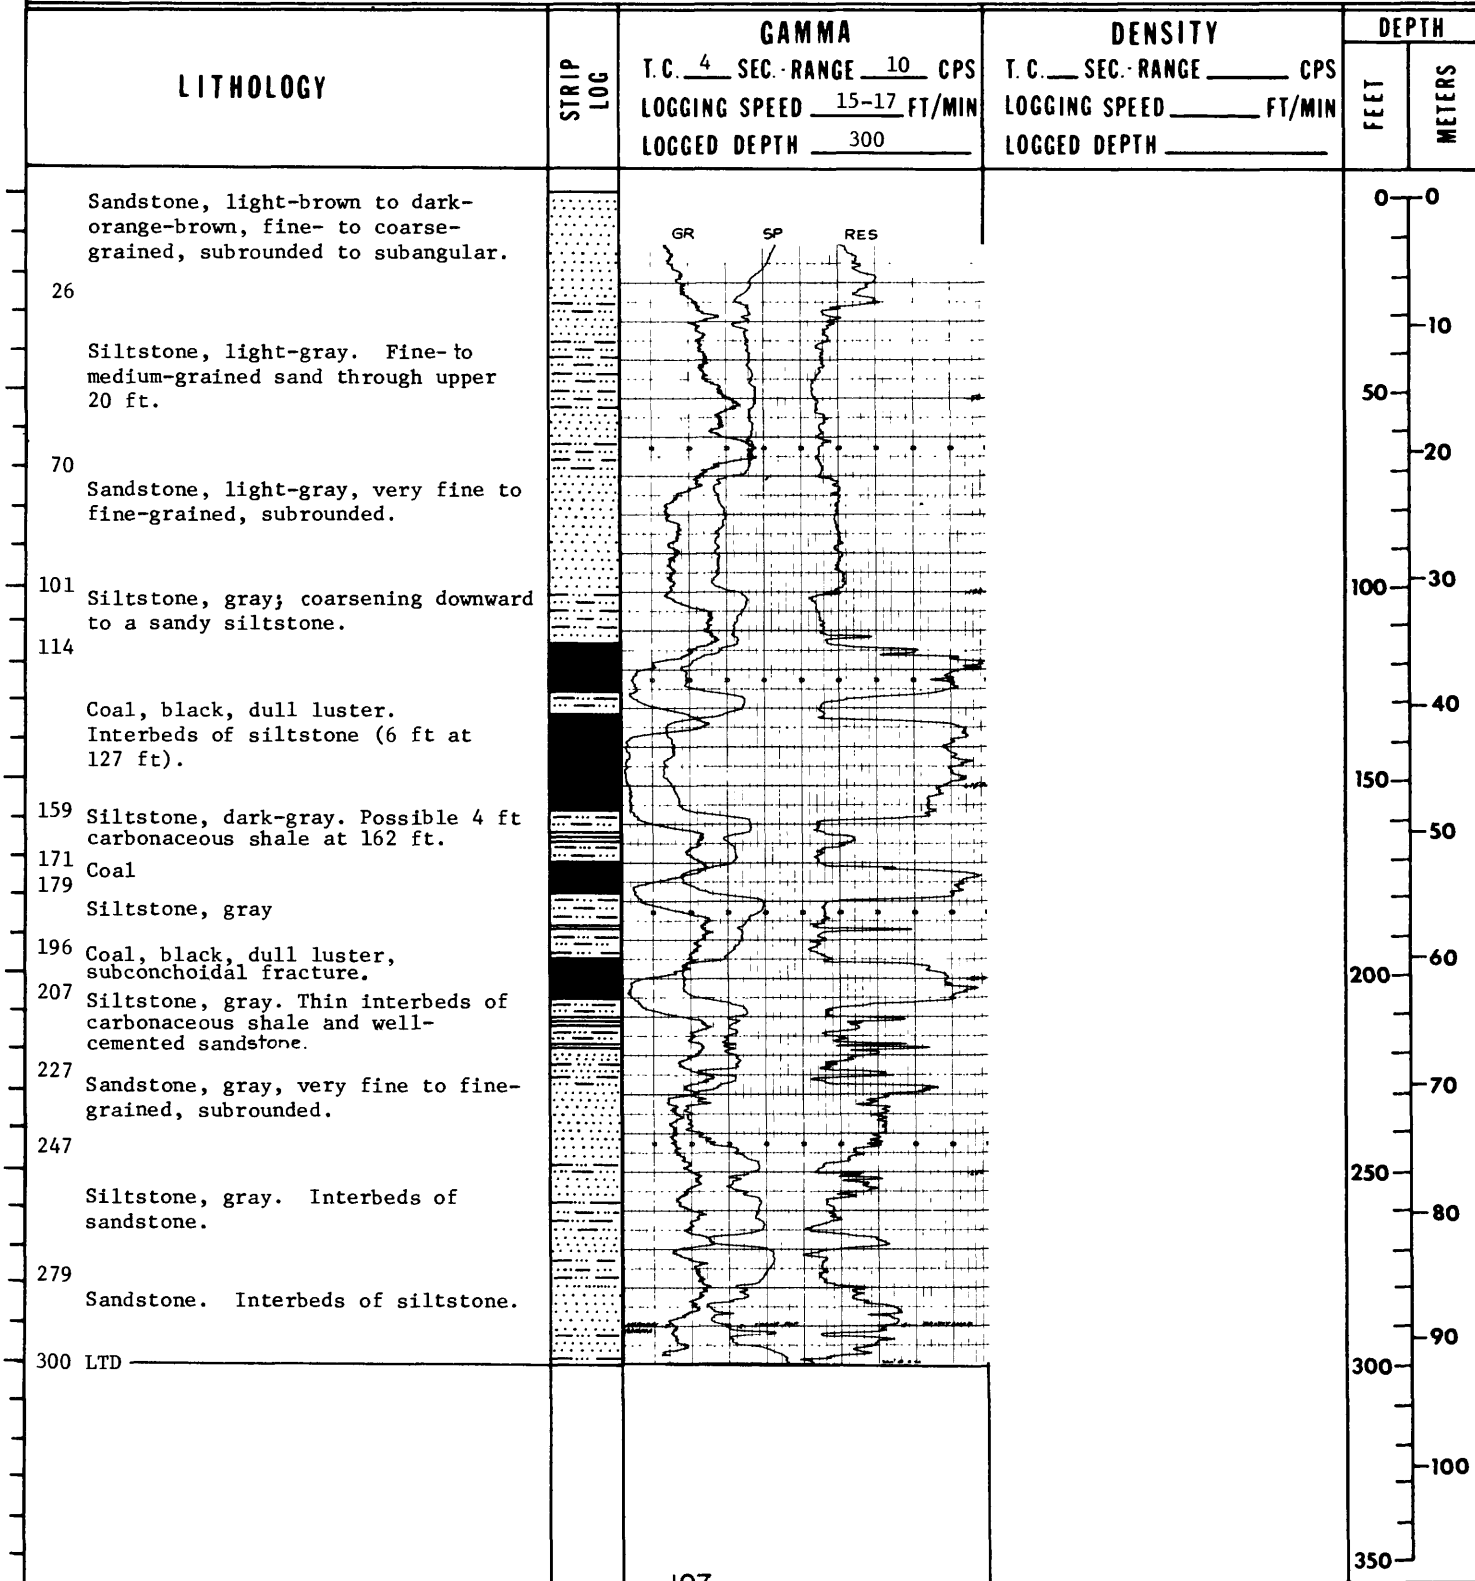 LITHOLOGY
STRIP LOG
GAMMA
T.C. 4 SEC.-RANGE 10 CPS
LOGGING SPEED 15-17 FT/MIN
LOGGED DEPTH 300
DENSITY
T.C. SEC.-RANGE CPS
LOGGING SPEED FT/MIN
LOGGED DEPTH
DEPTH
FEET
METERS
Sandstone, light-brown to dark-
orange-brown, fine- to coarse-
grained, subrounded to subangular.
26
Siltstone, light-gray. Fine-to
medium-grained sand through upper
20 ft.
70
Sandstone, light-gray, very fine to
fine-grained, subrounded.
101
Siltstone, gray; coarsening downward
to a sandy siltstone.
114
Coal, black, dull luster.
Interbeds of siltstone (6 ft at
127 ft).
159 Siltstone, dark-gray. Possible 4 ft
carbonaceous shale at 162 ft.
171
Coal
179
Siltstone, gray
196 Coal, black, dull luster,
subconchoidal fracture.
207
Siltstone, gray. Thin interbeds of
carbonaceous shale and well-
cemented sandstone.
227
Sandstone, gray, very fine to fine-
grained, subrounded.
247
Siltstone, gray. Interbeds of
sandstone.
279
Sandstone. Interbeds of siltstone.
300 LTD
GR SP RES
0 0
10
50
20
100 30
40
150
50
60
200
70
250
80
90
300
100
350